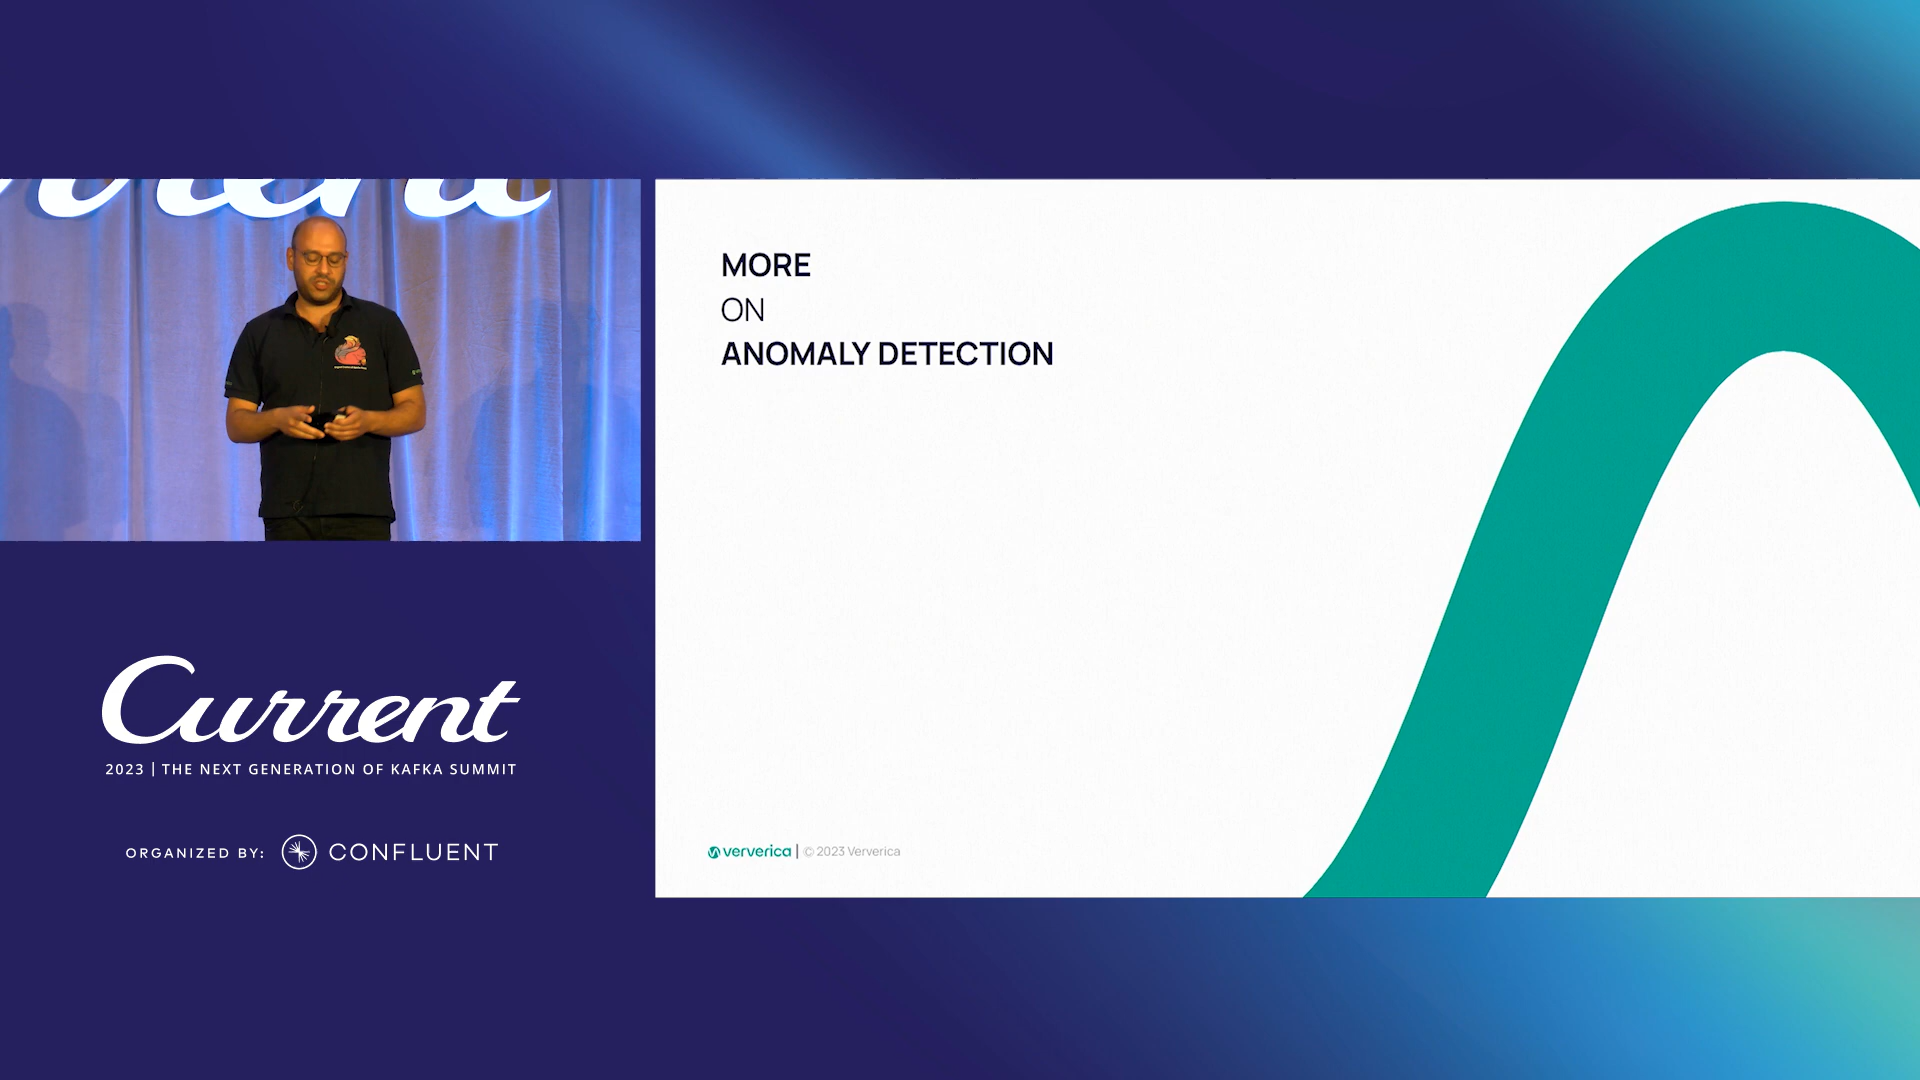 MORE
ON
ANOMALY DETECTION
ververica | © 2023 Ververica
Current
2023 | THE NEXT GENERATION OF KAFKA SUMMIT
ORGANIZED BY: CONFLUENT